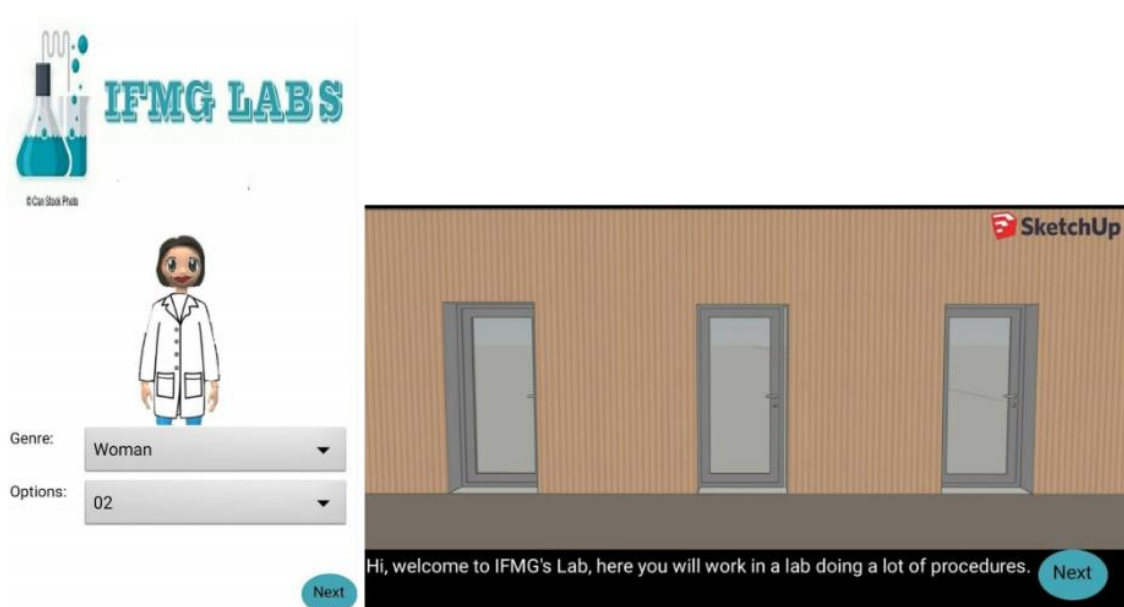 IFMG LABS
© Can Stock Photo
Genre:
Woman
Options:
02
Next
SketchUp
Hi, welcome to IFMG's Lab, here you will work in a lab doing a lot of procedures.
Next